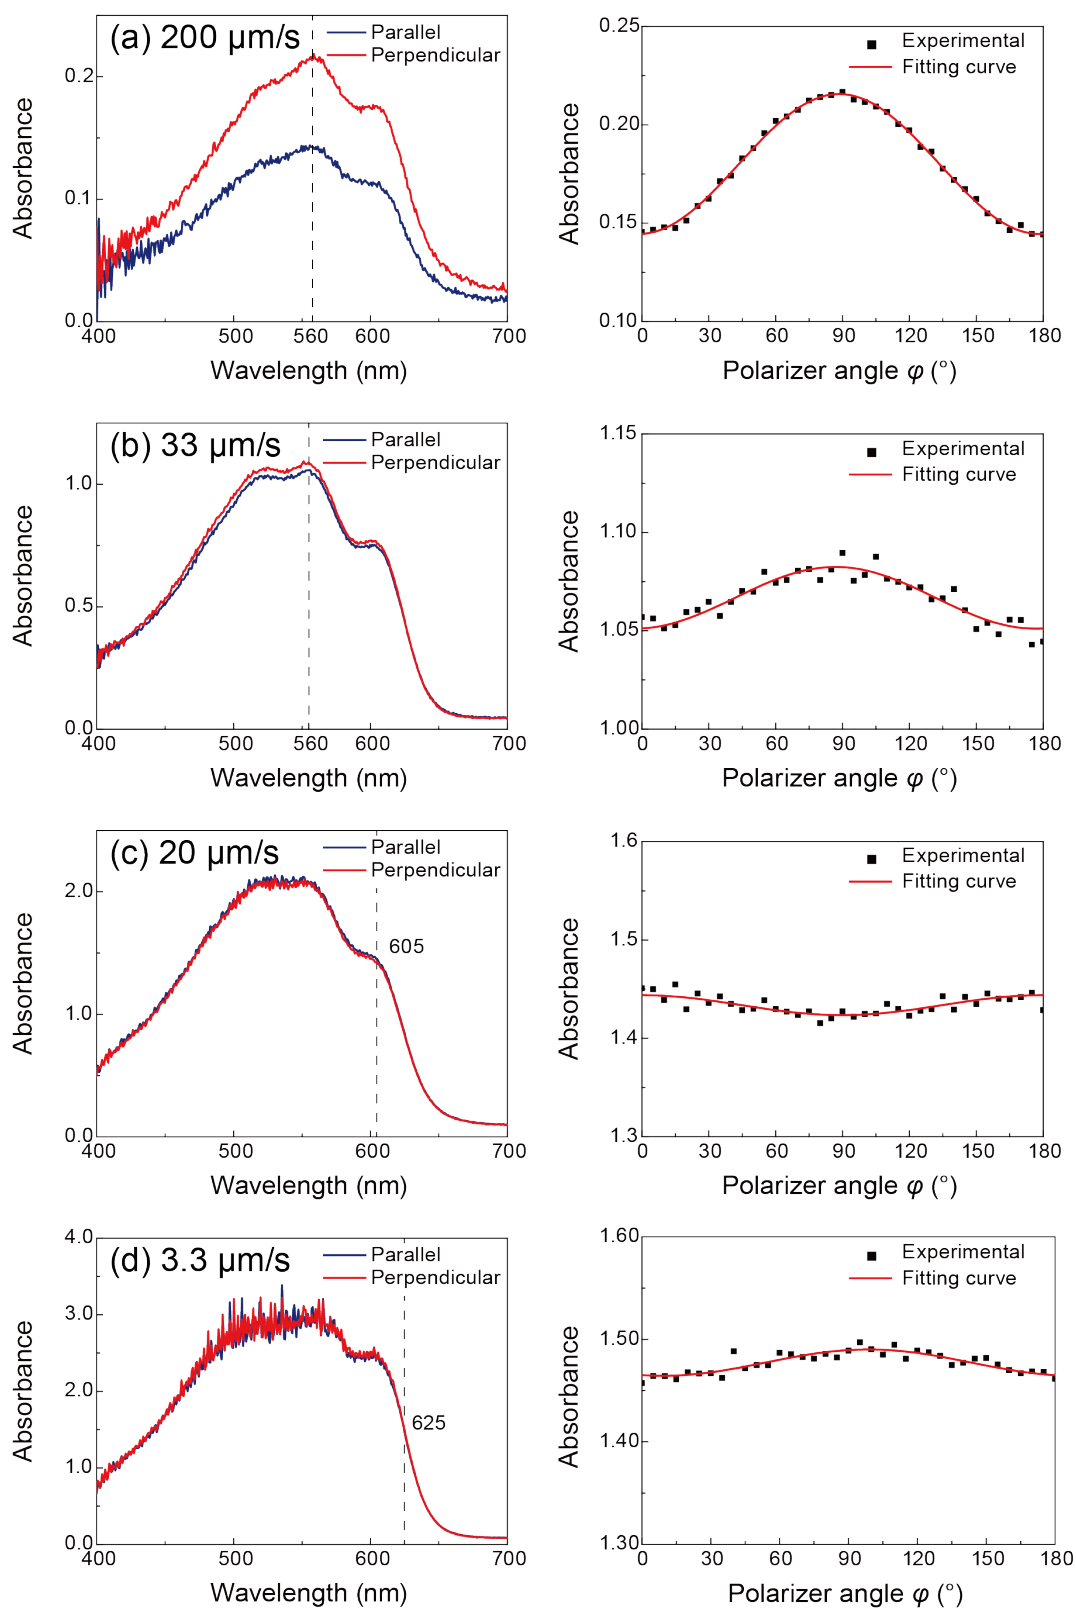 (a) 200 µm/s
Parallel
Perpendicular
Absorbance
0.2
0.1
0.0
400
500
560
600
700
Wavelength (nm)
Experimental
Fitting curve
Absorbance
0.25
0.20
0.15
0.10
0
30
60
90
120
150
180
Polarizer angle φ (°)
(b) 33 µm/s
Parallel
Perpendicular
Absorbance
1.0
0.5
0.0
400
500
560
600
700
Wavelength (nm)
Experimental
Fitting curve
Absorbance
1.15
1.10
1.05
1.00
0
30
60
90
120
150
180
Polarizer angle φ (°)
(c) 20 µm/s
Parallel
Perpendicular
605
Absorbance
2.0
1.0
0.0
400
500
600
700
Wavelength (nm)
Experimental
Fitting curve
Absorbance
1.6
1.5
1.4
1.3
0
30
60
90
120
150
180
Polarizer angle φ (°)
(d) 3.3 µm/s
Parallel
Perpendicular
625
Absorbance
4.0
3.0
2.0
1.0
0.0
400
500
600
700
Wavelength (nm)
Experimental
Fitting curve
Absorbance
1.60
1.50
1.40
1.30
0
30
60
90
120
150
180
Polarizer angle φ (°)